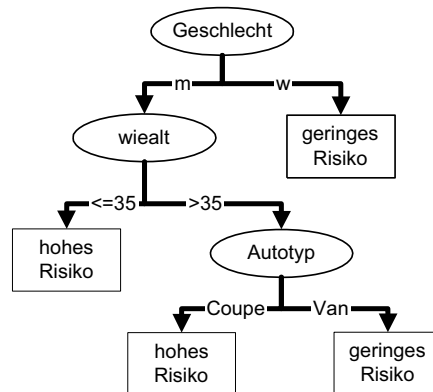 Geschlecht
m w
wiealt
geringes
Risiko
<=35 >35
hohes
Risiko
Autotyp
Coupe Van
hohes
Risiko
geringes
Risiko